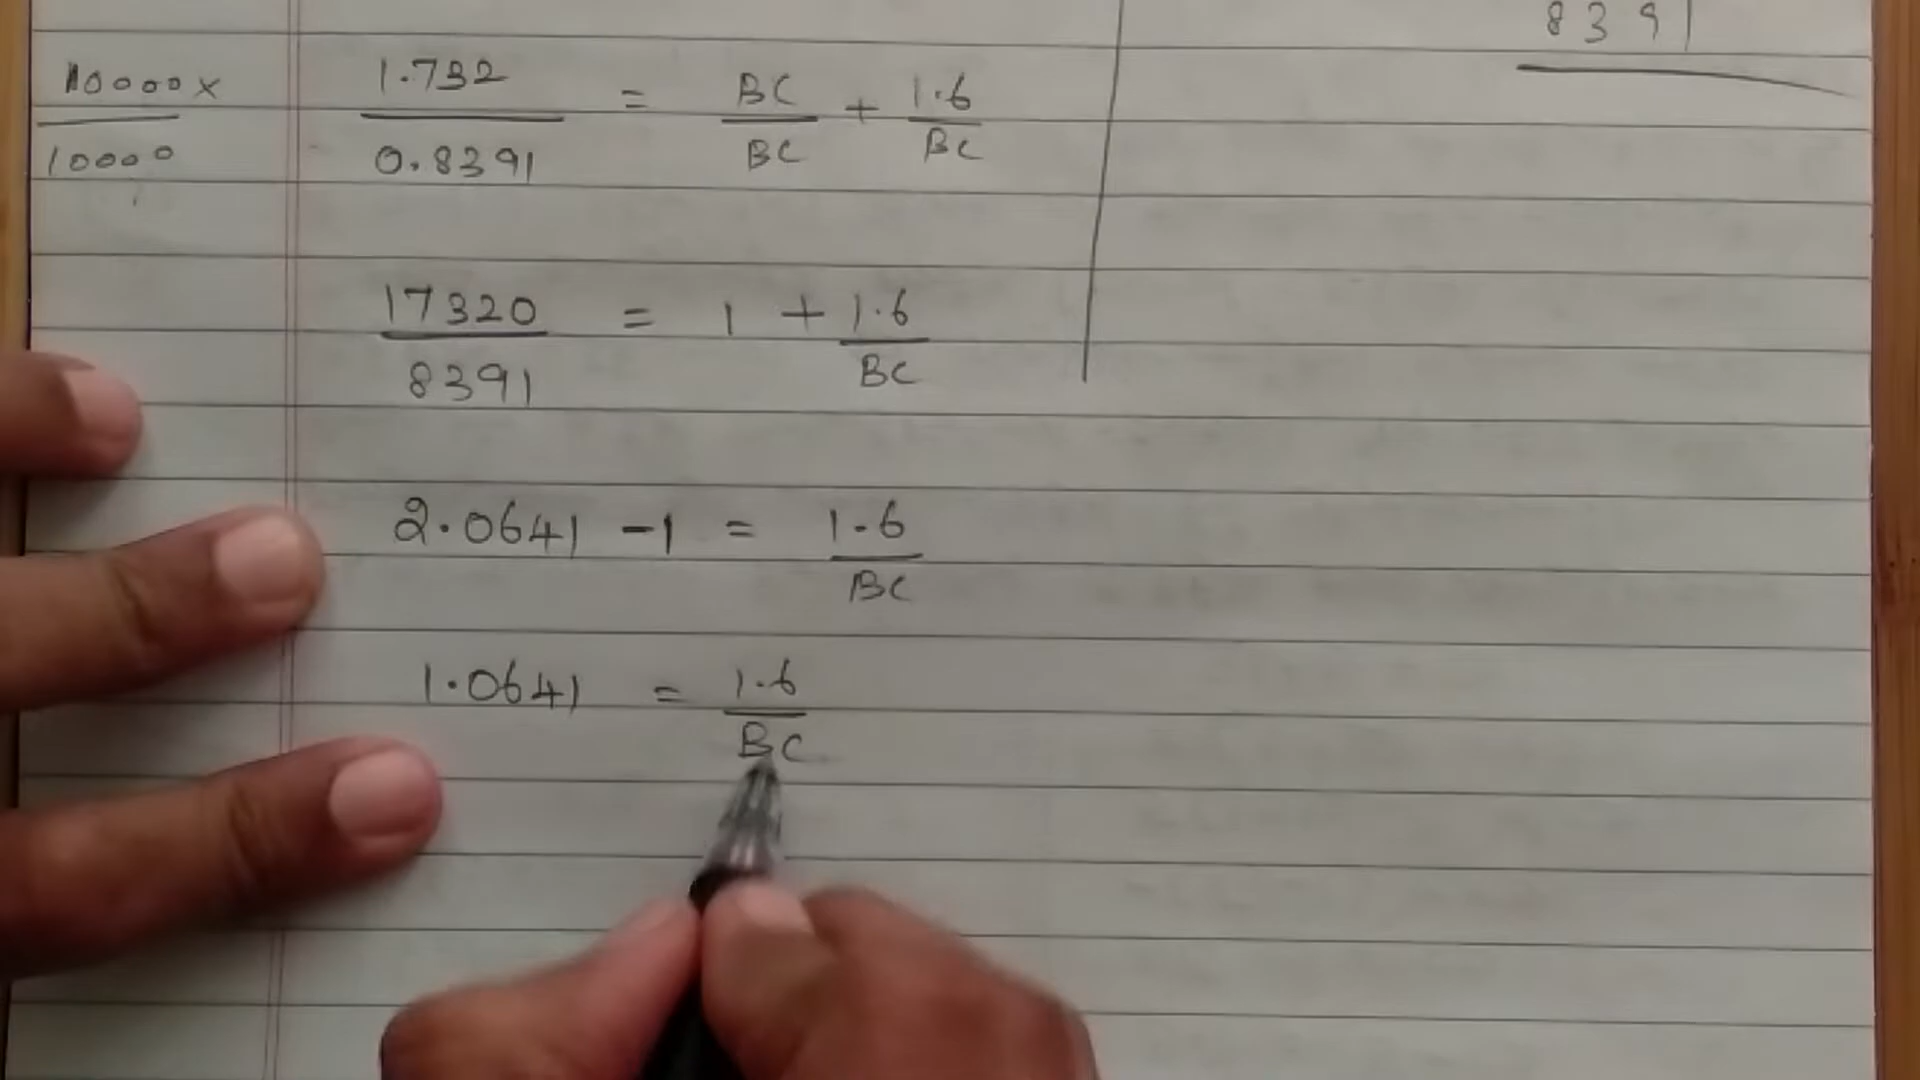 8391
10000 x 1.732 = BC + 1.6
10000 0.8391 BC BC
17320 = 1 + 1.6
8391 BC
2.0641 - 1 = 1.6
BC
1.0641 = 1.6
BC